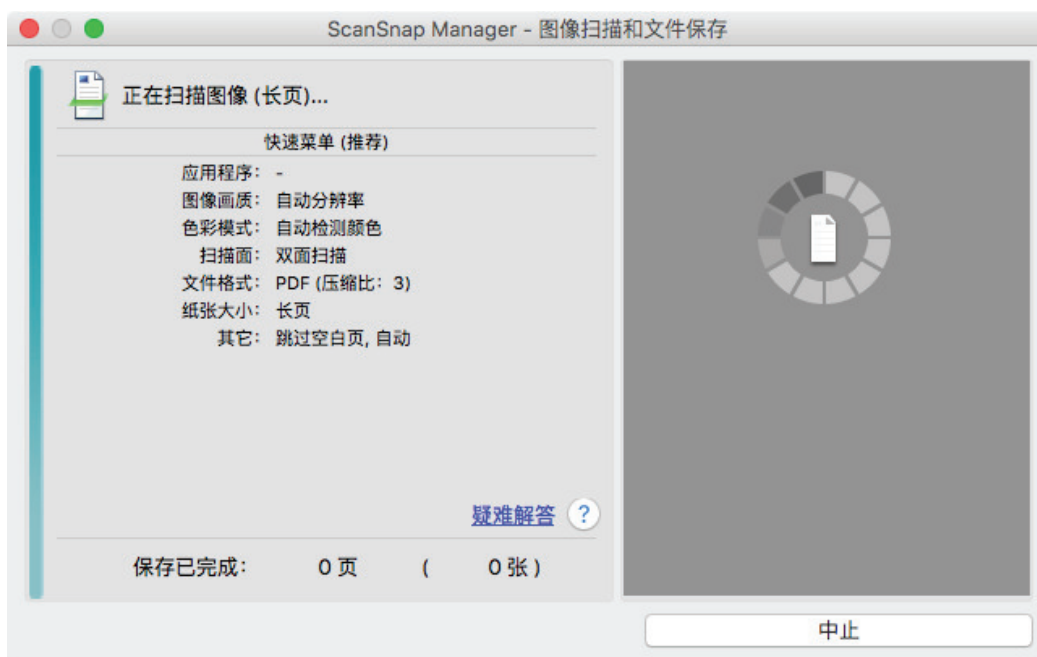 ScanSnap Manager - 图像扫描和文件保存
正在扫描图像 (长页)...
快速菜单 (推荐)
应用程序: -
图像画质: 自动分辨率
色彩模式: 自动检测颜色
扫描面: 双面扫描
文件格式: PDF (压缩比: 3)
纸张大小: 长页
其它: 跳过空白页, 自动
疑难解答 ?
保存已完成: 0 页 ( 0 张 )
中止